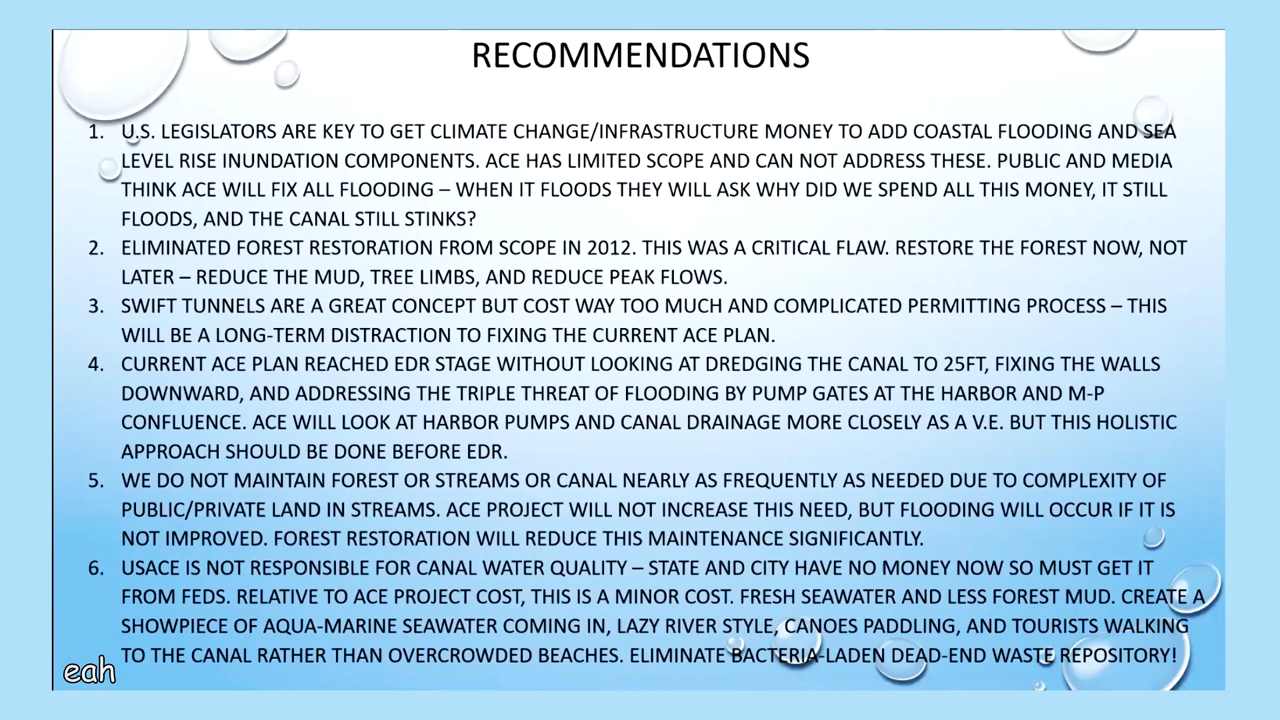 RECOMMENDATIONS
1. U.S. LEGISLATORS ARE KEY TO GET CLIMATE CHANGE/INFRASTRUCTURE MONEY TO ADD COASTAL FLOODING AND SEA
LEVEL RISE INUNDATION COMPONENTS. ACE HAS LIMITED SCOPE AND CAN NOT ADDRESS THESE. PUBLIC AND MEDIA
THINK ACE WILL FIX ALL FLOODING – WHEN IT FLOODS THEY WILL ASK WHY DID WE SPEND ALL THIS MONEY, IT STILL
FLOODS, AND THE CANAL STILL STINKS?
2. ELIMINATED FOREST RESTORATION FROM SCOPE IN 2012. THIS WAS A CRITICAL FLAW. RESTORE THE FOREST NOW, NOT
LATER – REDUCE THE MUD, TREE LIMBS, AND REDUCE PEAK FLOWS.
3. SWIFT TUNNELS ARE A GREAT CONCEPT BUT COST WAY TOO MUCH AND COMPLICATED PERMITTING PROCESS – THIS
WILL BE A LONG-TERM DISTRACTION TO FIXING THE CURRENT ACE PLAN.
4. CURRENT ACE PLAN REACHED EDR STAGE WITHOUT LOOKING AT DREDGING THE CANAL TO 25FT, FIXING THE WALLS
DOWNWARD, AND ADDRESSING THE TRIPLE THREAT OF FLOODING BY PUMP GATES AT THE HARBOR AND M-P
CONFLUENCE. ACE WILL LOOK AT HARBOR PUMPS AND CANAL DRAINAGE MORE CLOSELY AS A V.E. BUT THIS HOLISTIC
APPROACH SHOULD BE DONE BEFORE EDR.
5. WE DO NOT MAINTAIN FOREST OR STREAMS OR CANAL NEARLY AS FREQUENTLY AS NEEDED DUE TO COMPLEXITY OF
PUBLIC/PRIVATE LAND IN STREAMS. ACE PROJECT WILL NOT INCREASE THIS NEED, BUT FLOODING WILL OCCUR IF IT IS
NOT IMPROVED. FOREST RESTORATION WILL REDUCE THIS MAINTENANCE SIGNIFICANTLY.
6. USACE IS NOT RESPONSIBLE FOR CANAL WATER QUALITY – STATE AND CITY HAVE NO MONEY NOW SO MUST GET IT
FROM FEDS. RELATIVE TO ACE PROJECT COST, THIS IS A MINOR COST. FRESH SEAWATER AND LESS FOREST MUD. CREATE A
SHOWPIECE OF AQUA-MARINE SEAWATER COMING IN, LAZY RIVER STYLE, CANOES PADDLING, AND TOURISTS WALKING
TO THE CANAL RATHER THAN OVERCROWDED BEACHES. ELIMINATE BACTERIA-LADEN DEAD-END WASTE REPOSITORY!
eah